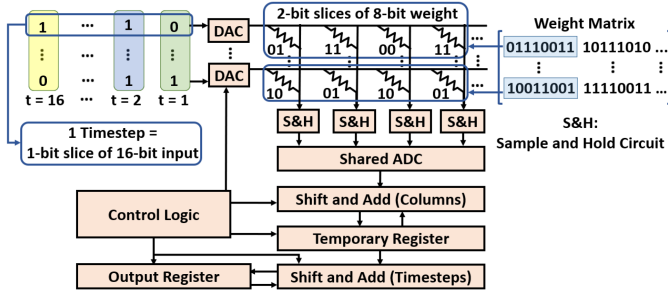 1 ... 1 0
DAC
2-bit slices of 8-bit weight
01 11 00 11 ...
Weight Matrix
01110011 10111010 ...
0 ... 1 1
DAC
10 01 10 01 ...
10011001 11110011 ...
t = 16 ... t = 2 t = 1
1 Timestep =
1-bit slice of 16-bit input
S&H S&H S&H S&H
S&H:
Sample and Hold Circuit
Shared ADC
Control Logic
Shift and Add (Columns)
Temporary Register
Output Register
Shift and Add (Timesteps)